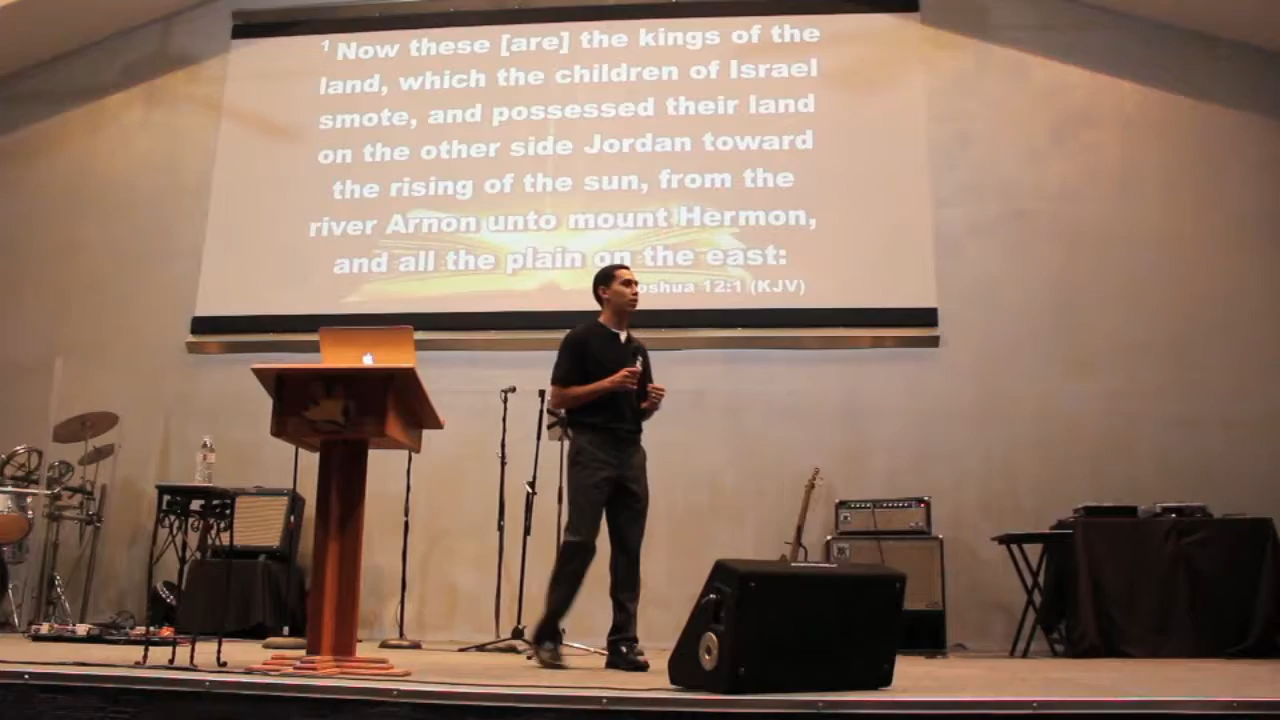 1 Now these [are] the kings of the
land, which the children of Israel
smote, and possessed their land
on the other side Jordan toward
the rising of the sun, from the
river Arnon unto mount Hermon,
and all the plain on the east:
oshua 12:1 (KJV)